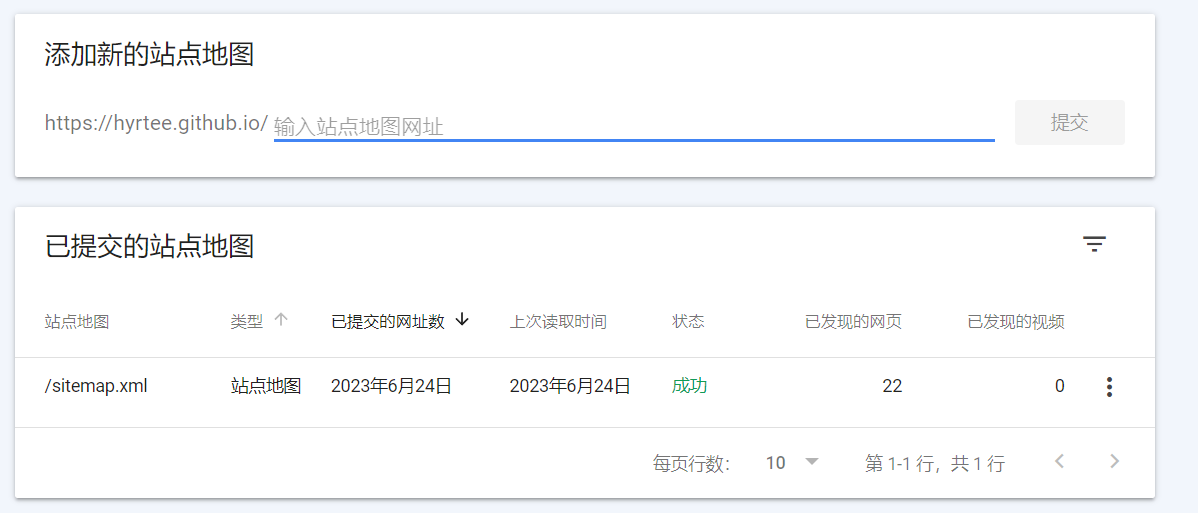 添加新的站点地图
https://hyrtee.github.io/ 输入站点地图网址 提交
已提交的站点地图
站点地图 类型 已提交的网址数 上次读取时间 状态 已发现的网页 已发现的视频
/sitemap.xml 站点地图 2023年6月24日 2023年6月24日 成功 22 0
每页行数： 10 第 1-1 行，共 1 行